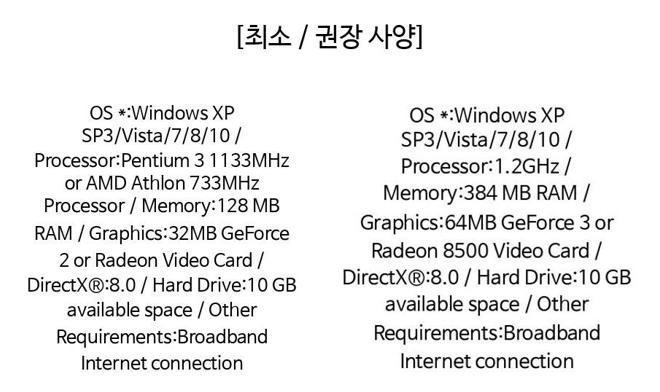 [최소 / 권장 사양]
OS *:Windows XP
SP3/Vista/7/8/10 /
Processor:Pentium 3 1133MHz
or AMD Athlon 733MHz
Processor / Memory:128 MB
RAM / Graphics:32MB GeForce
2 or Radeon Video Card /
DirectX®:8.0 / Hard Drive:10 GB
available space / Other
Requirements:Broadband
Internet connection
OS *:Windows XP
SP3/Vista/7/8/10 /
Processor:1.2GHz /
Memory:384 MB RAM /
Graphics:64MB GeForce 3 or
Radeon 8500 Video Card /
DirectX®:8.0 / Hard Drive:10 GB
available space / Other
Requirements:Broadband
Internet connection